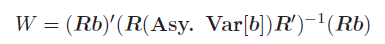 W = (Rb)′(R(Asy. Var[b])R′)⁻¹(Rb)